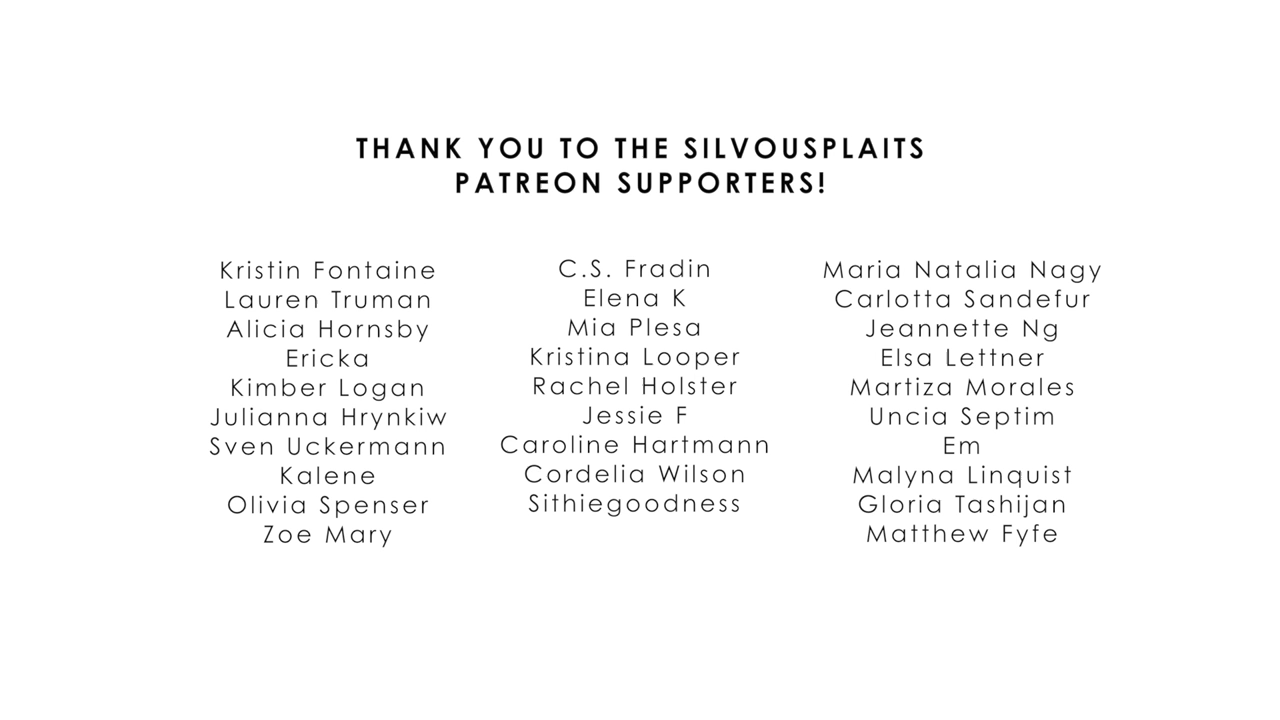 THANK YOU TO THE SILVOUSPLAITS
PATREON SUPPORTERS!
Kristin Fontaine
Lauren Truman
Alicia Hornsby
Ericka
Kimber Logan
Julianna Hrynkiw
Sven Uckermann
Kalene
Olivia Spenser
Zoe Mary
C.S. Fradin
Elena K
Mia Plesa
Kristina Looper
Rachel Holster
Jessie F
Caroline Hartmann
Cordelia Wilson
Sithiegoodness
Maria Natalia Nagy
Carlotta Sandefur
Jeannette Ng
Elsa Lettner
Martiza Morales
Uncia Septim
Em
Malyna Linquist
Gloria Tashijan
Matthew Fyfe